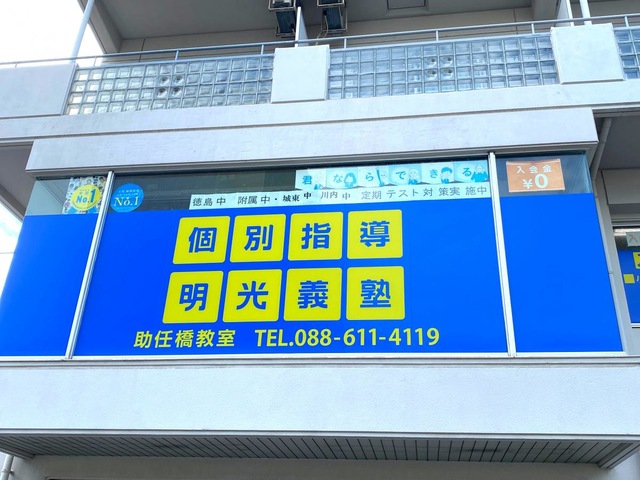 君ならできる
入会金
¥0
No.1
No.1
徳島中 附属中・城東中 川内中 定期テスト対策実施中
個別指導
明光義塾
助任橋教室 TEL.088-611-4119